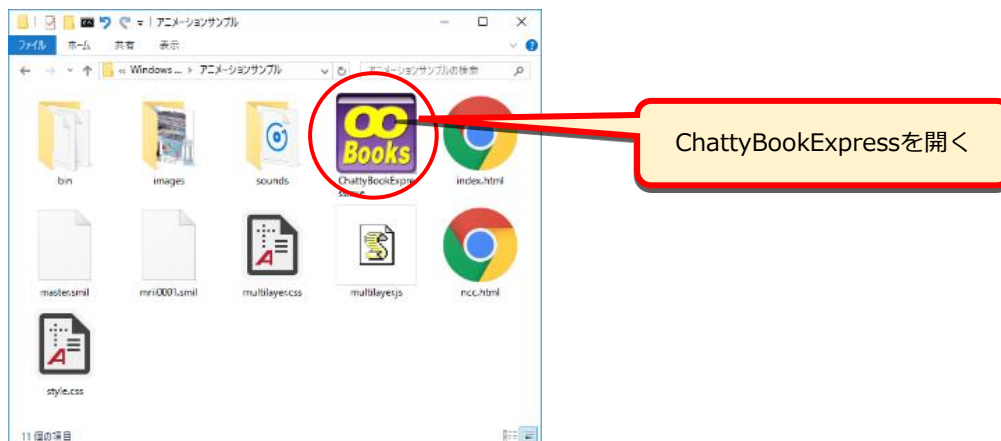 アニメーションサンプル
ファイル ホーム 共有 表示
« Windows ... › アニメーションサンプル アニメーションサンプルの検索
Books
bin images sounds ChattyBookExpre index.html
master.smil mrii0001.smil multilayer.css multilayer.js ncc.html
style.css
11 個の項目
ChattyBookExpressを開く